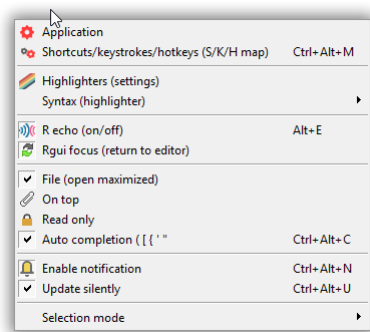 Application
Shortcuts/keystrokes/hotkeys (S/K/H map) Ctrl+Alt+M
Highlighters (settings)
Syntax (highlighter)
R echo (on/off) Alt+E
Rgui focus (return to editor)
File (open maximized)
On top
Read only
Auto completion ( [ { ' " Ctrl+Alt+C
Enable notification Ctrl+Alt+N
Update silently Ctrl+Alt+U
Selection mode